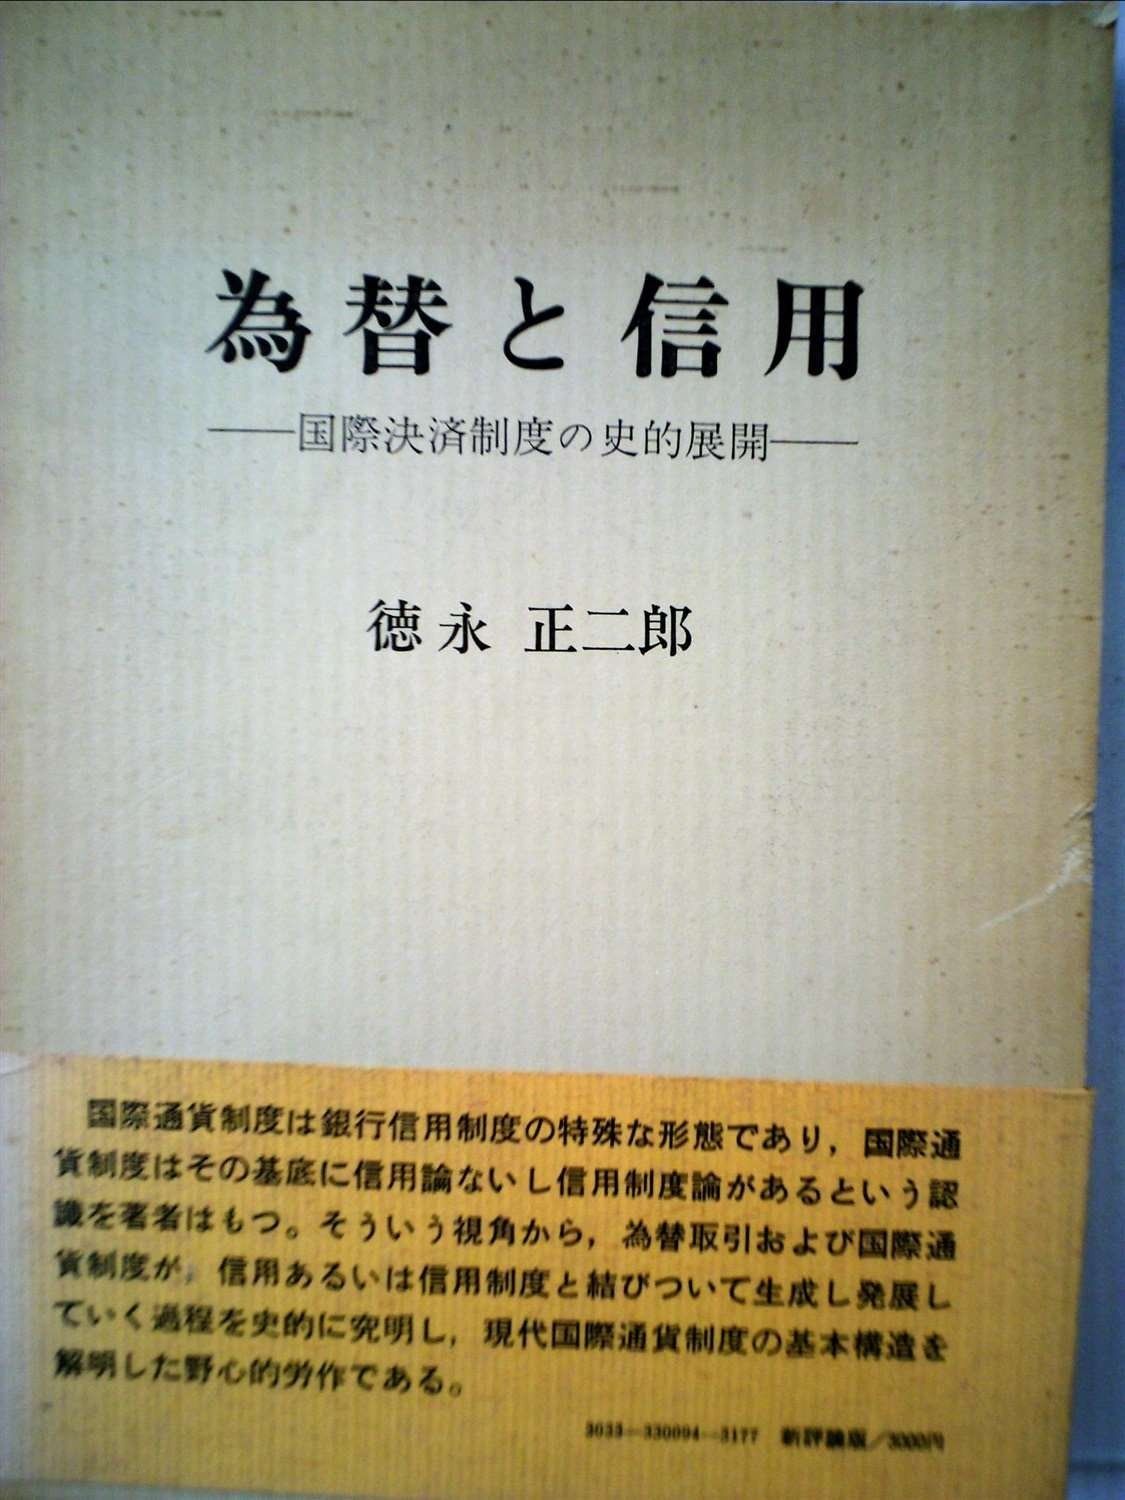 為替と信用
──国際決済制度の史的展開──
徳永 正二郎
国際通貨制度は銀行信用制度の特殊な形態であり，国際通
貨制度はその基底に信用論ないし信用制度論があるという認
識を著者はもつ。そういう視角から，為替取引および国際通
貨制度が，信用あるいは信用制度と結びついて生成し発展し
ていく過程を史的に究明し，現代国際通貨制度の基本構造を
解明した野心的労作である。
3033—330094—3177 新評論版／3000円